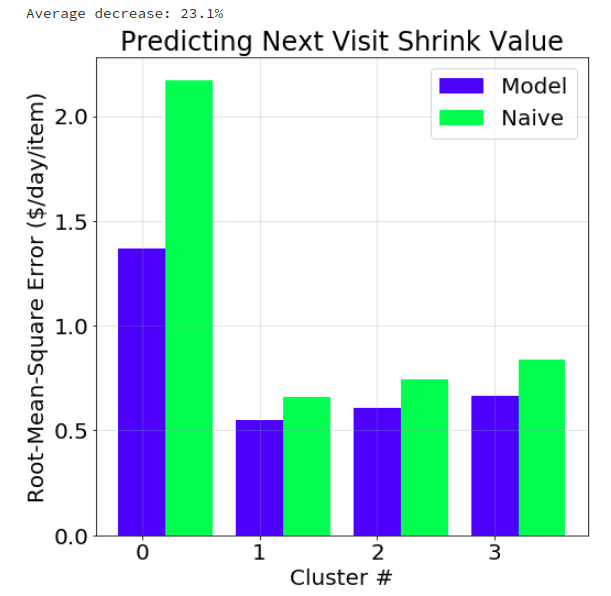 Average decrease: 23.1%
Predicting Next Visit Shrink Value
Model
Naive
Root-Mean-Square Error ($/day/item)
2.0
1.5
1.0
0.5
0.0
0 1 2 3
Cluster #